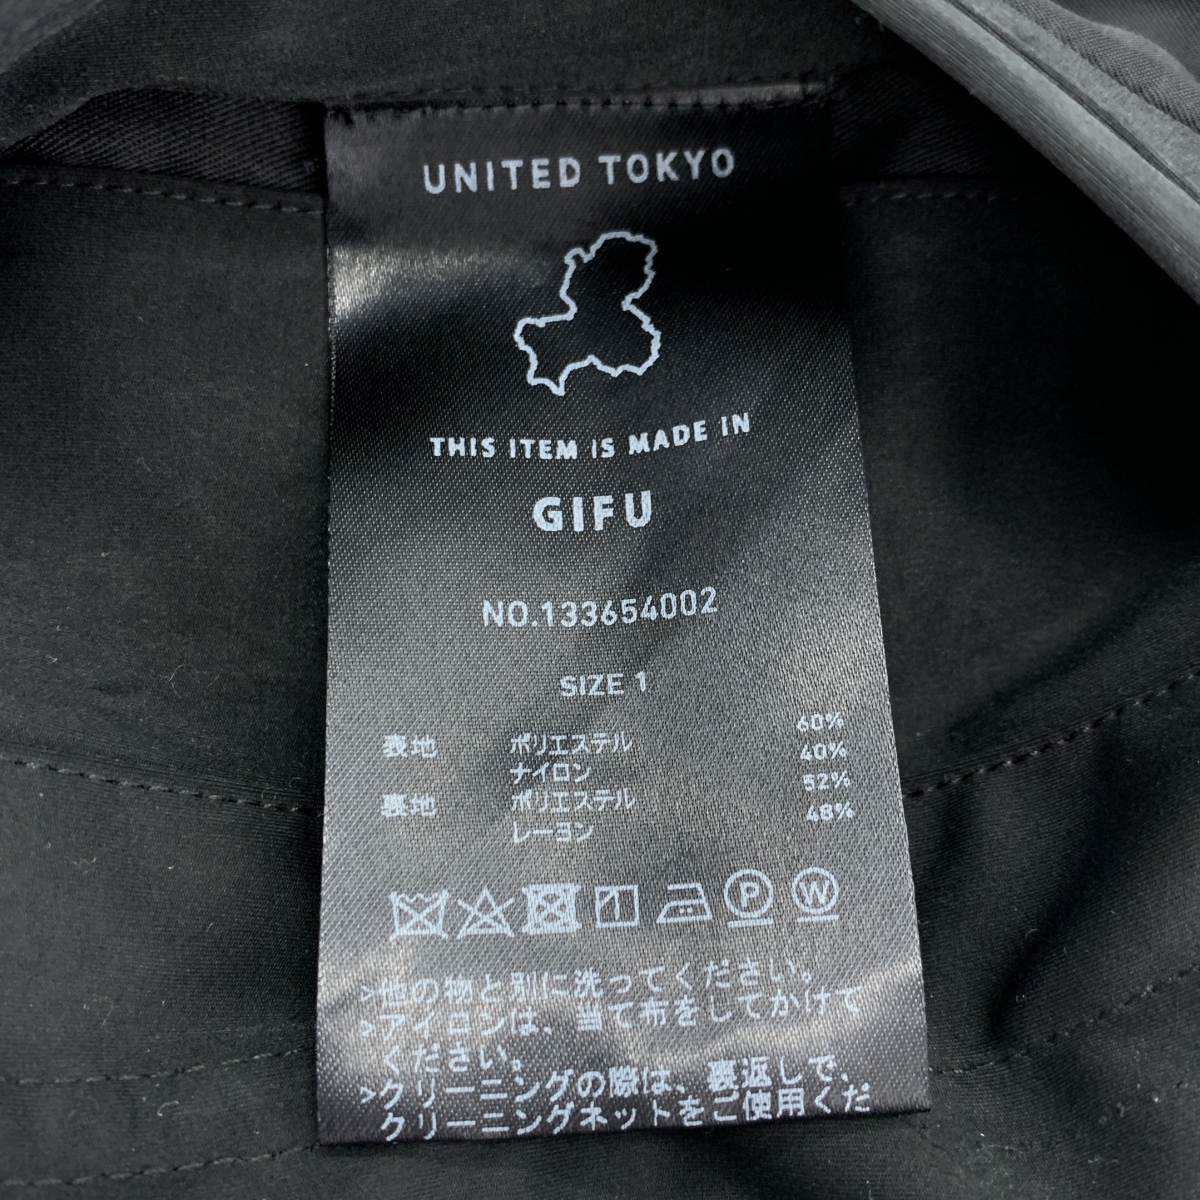 UNITED TOKYO
THIS ITEM IS MADE IN
GIFU
NO.133654002
SIZE 1
表地 ポリエステル 60%
ナイロン 40%
裏地 ポリエステル 52%
レーヨン 48%
P W
>他の物と別に洗ってください。
>アイロンは、当て布をしてかけて
ください。
>クリーニングの際は、裏返しで、
クリーニングネットをご使用くだ